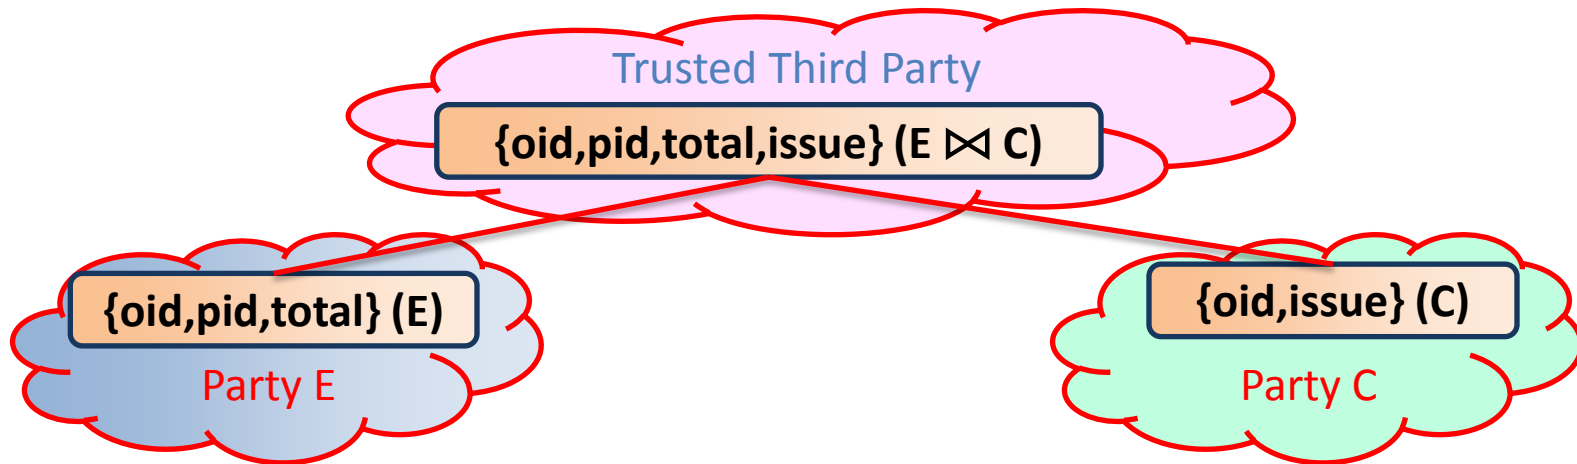 Trusted Third Party
{oid,pid,total,issue} (E ⋈ C)
{oid,pid,total} (E)
{oid,issue} (C)
Party E
Party C